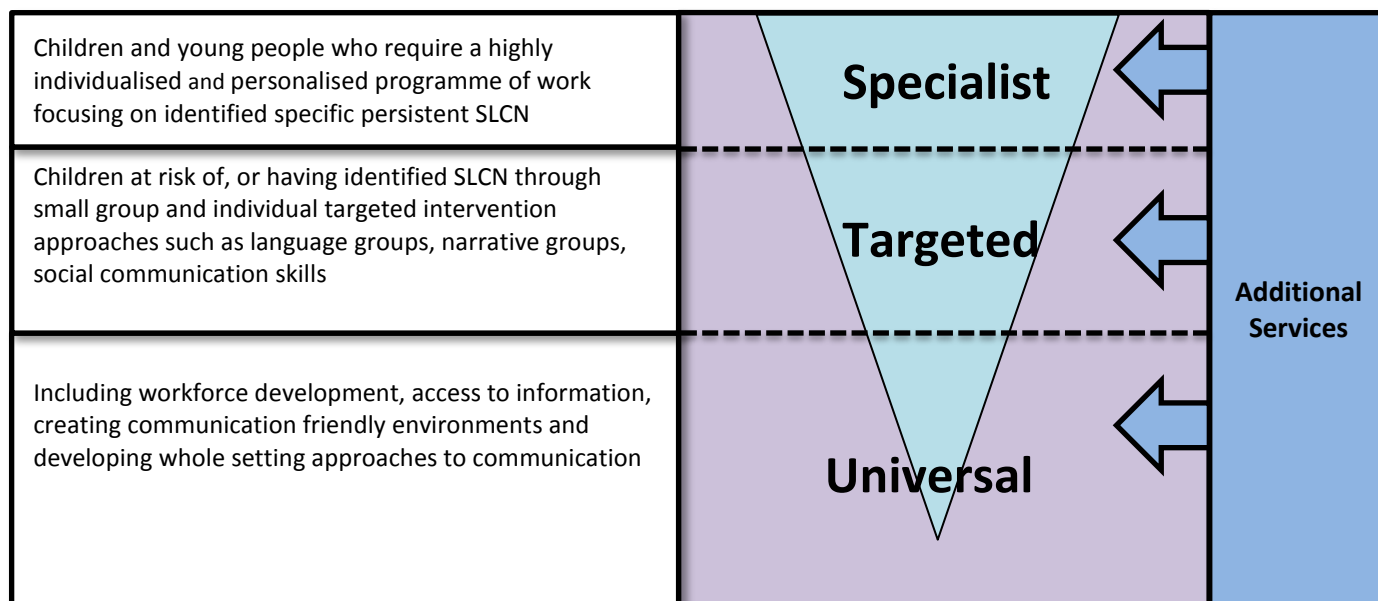 Children and young people who require a highly
individualised and personalised programme of work
focusing on identified specific persistent SLCN
Specialist
Children at risk of, or having identified SLCN through
small group and individual targeted intervention
approaches such as language groups, narrative groups,
social communication skills
Targeted
Additional
Services
Including workforce development, access to information,
creating communication friendly environments and
developing whole setting approaches to communication
Universal